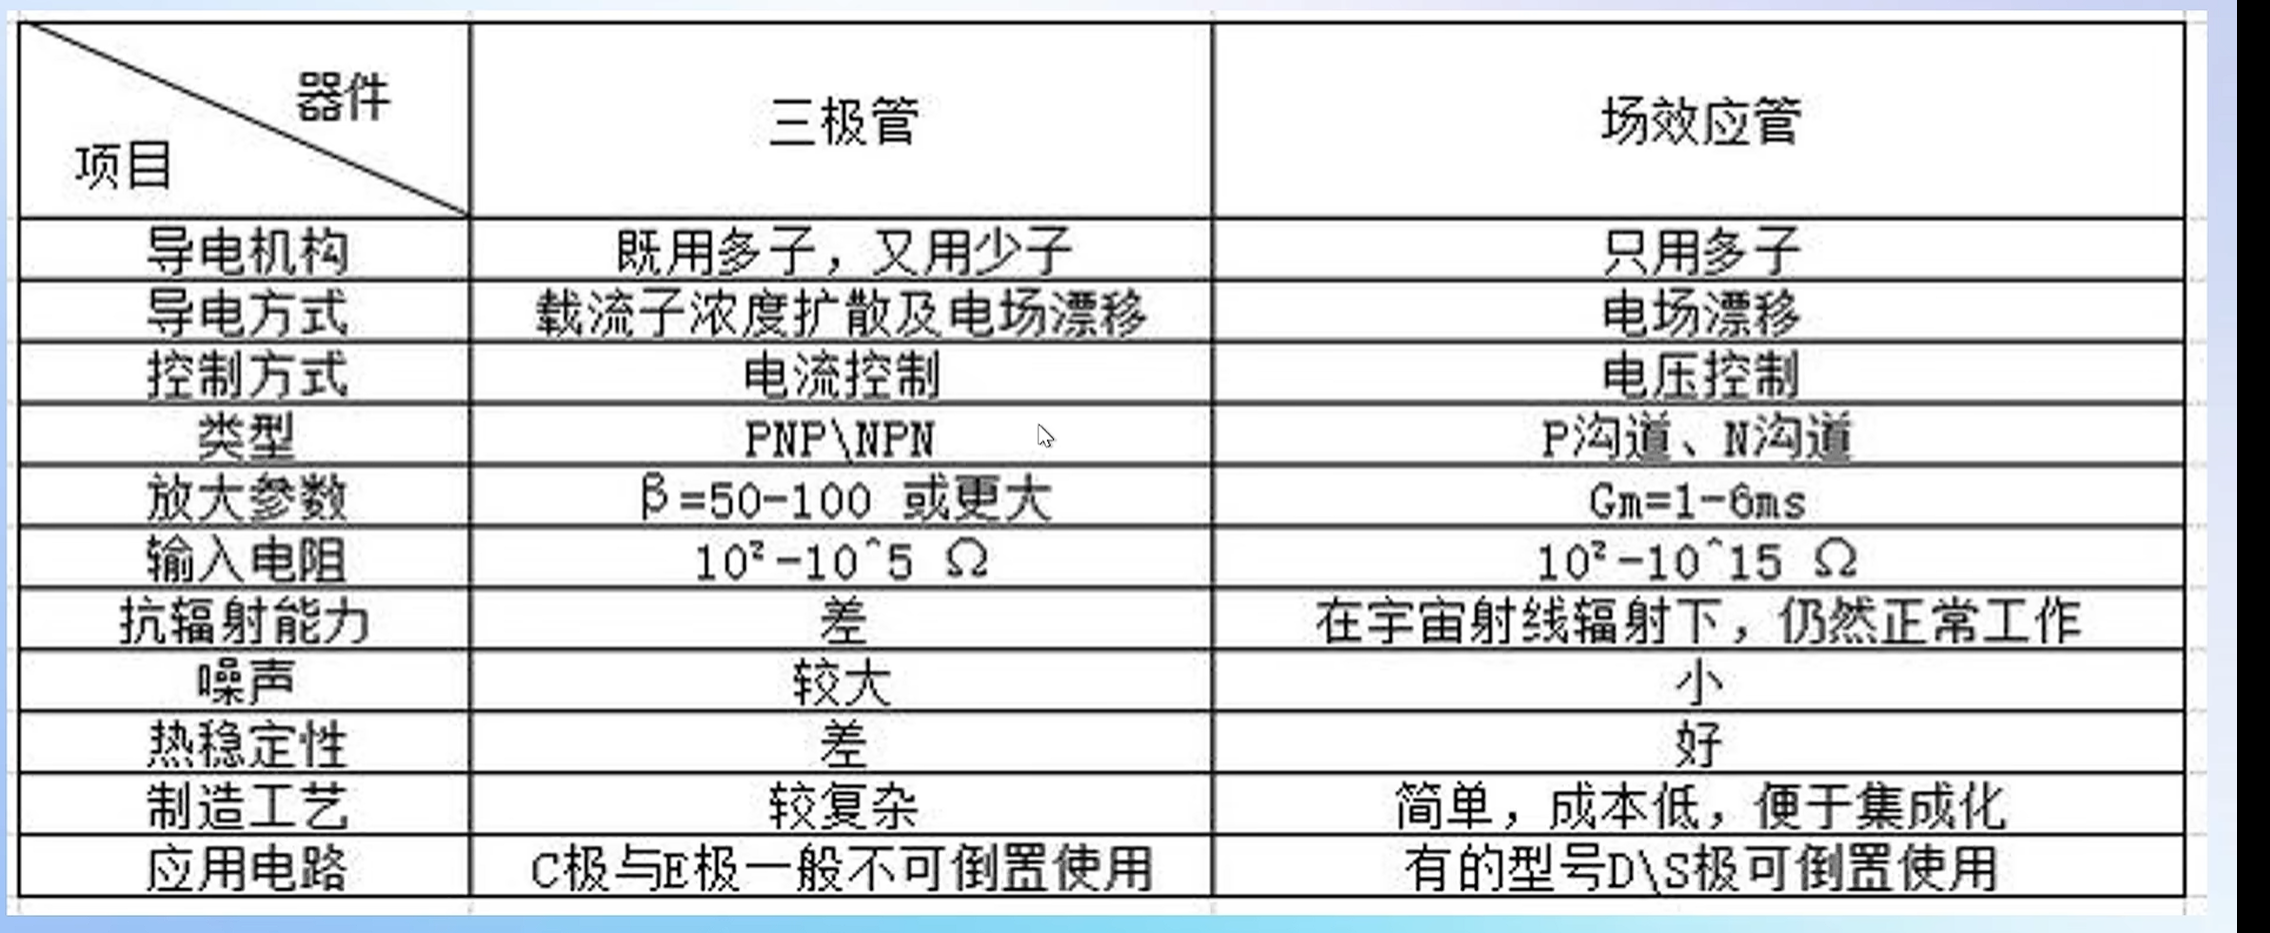 器件
项目
三极管
场效应管
导电机构 既用多子，又用少子 只用多子
导电方式 载流子浓度扩散及电场漂移 电场漂移
控制方式 电流控制 电压控制
类型 PNP\NPN P沟道、N沟道
放大参数 β=50-100 或更大 Gm=1-6ms
输入电阻 10²-10^5 Ω 10²-10^15 Ω
抗辐射能力 差 在宇宙射线辐射下，仍然正常工作
噪声 较大 小
热稳定性 差 好
制造工艺 较复杂 简单，成本低，便于集成化
应用电路 C极与E极一般不可倒置使用 有的型号D\S极可倒置使用